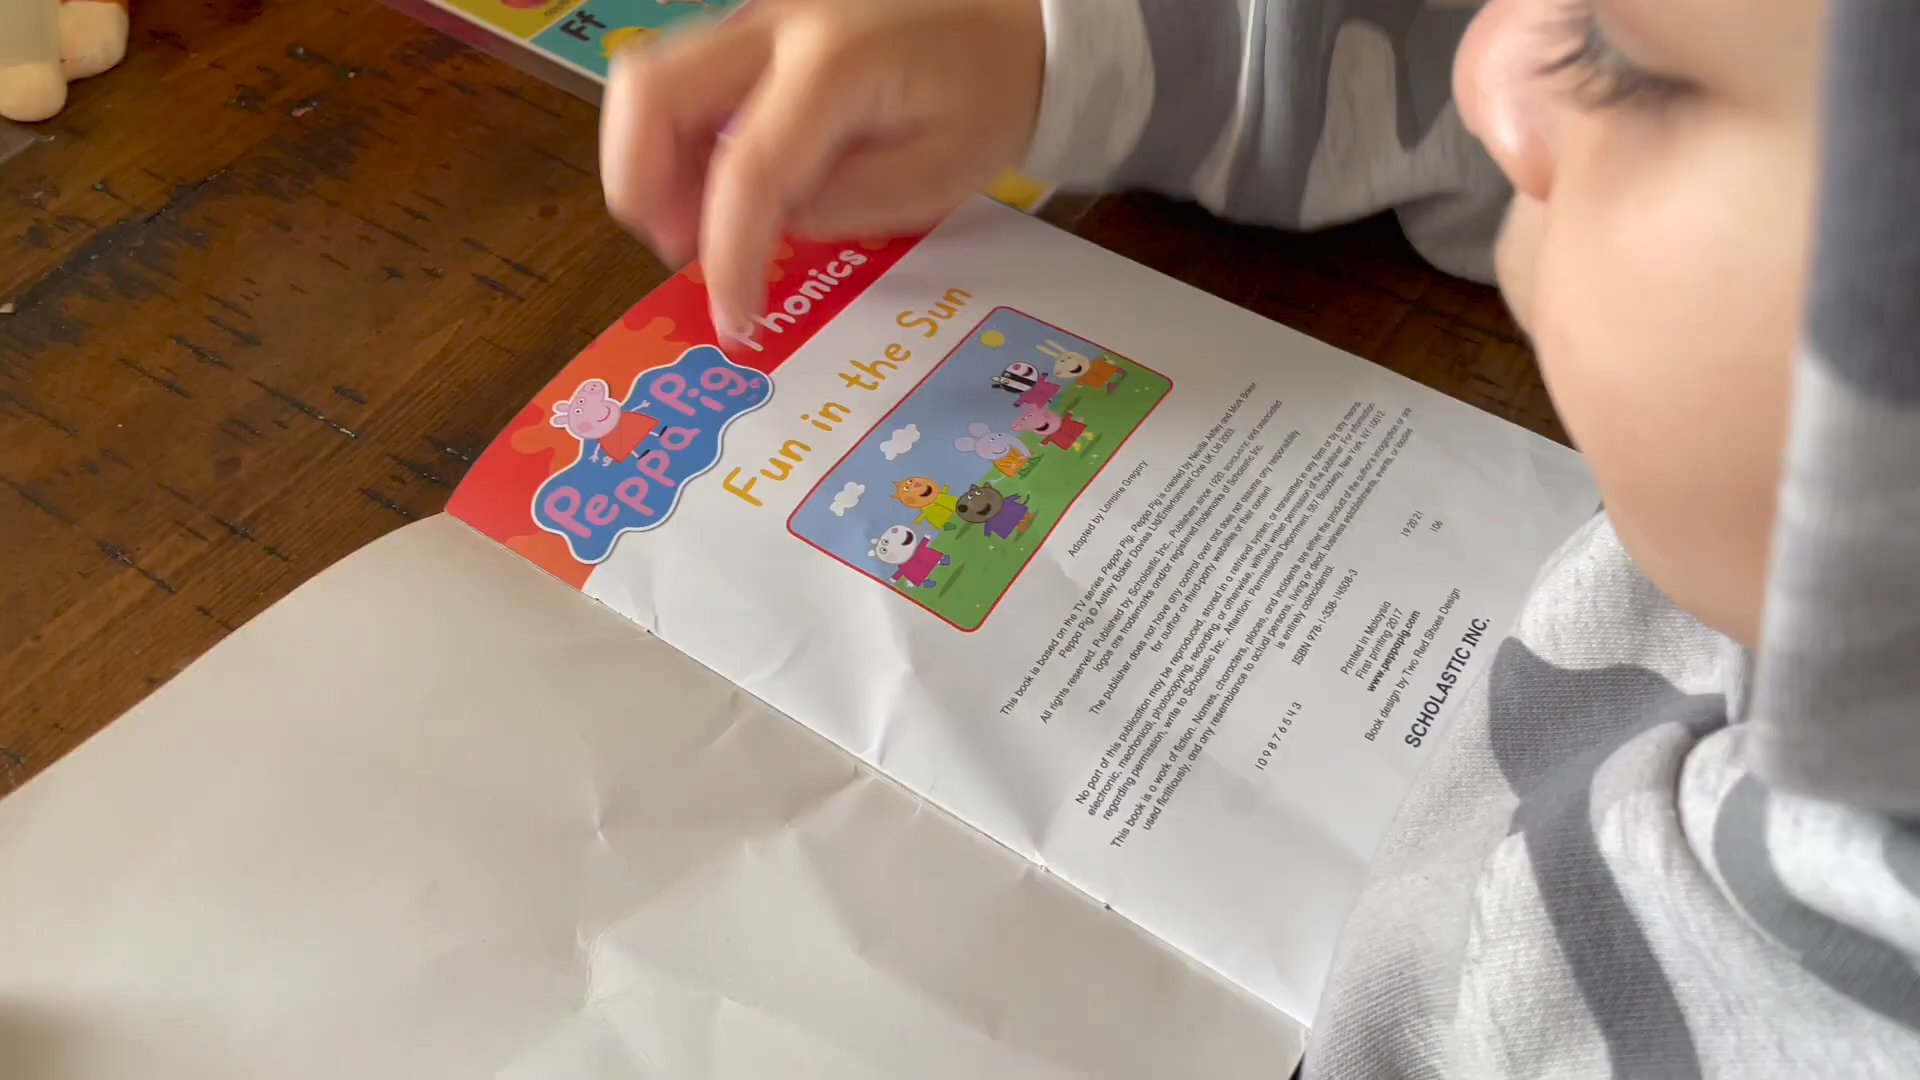 Ff
Phonics
Peppa Pig
Fun in the Sun
Adapted by Lorraine Gregory
This book is based on the TV series Peppa Pig. Peppa Pig is created by Neville Astley and Mark Baker.
Peppa Pig © Astley Baker Davies Ltd/Entertainment One UK Ltd 2003.
All rights reserved. Published by Scholastic Inc., Publishers since 1920. SCHOLASTIC and associated
logos are trademarks and/or registered trademarks of Scholastic Inc.
The publisher does not have any control over and does not assume any responsibility
for author or third-party websites or their content.
No part of this publication may be reproduced, stored in a retrieval system, or transmitted in any form or by any means,
electronic, mechanical, photocopying, recording, or otherwise, without written permission of the publisher. For information
regarding permission, write to Scholastic Inc., Attention: Permissions Department, 557 Broadway, New York, NY 10012.
This book is a work of fiction. Names, characters, places, and incidents are either the product of the author's imagination or are
used fictitiously, and any resemblance to actual persons, living or dead, business establishments, events, or locales
is entirely coincidental.
ISBN 978-1-338-14508-3
10 9 8 7 6 5 4 3
19 20 21
Printed in Malaysia
106
First printing 2017
www.peppapig.com
Book design by Two Red Shoes Design
SCHOLASTIC INC.